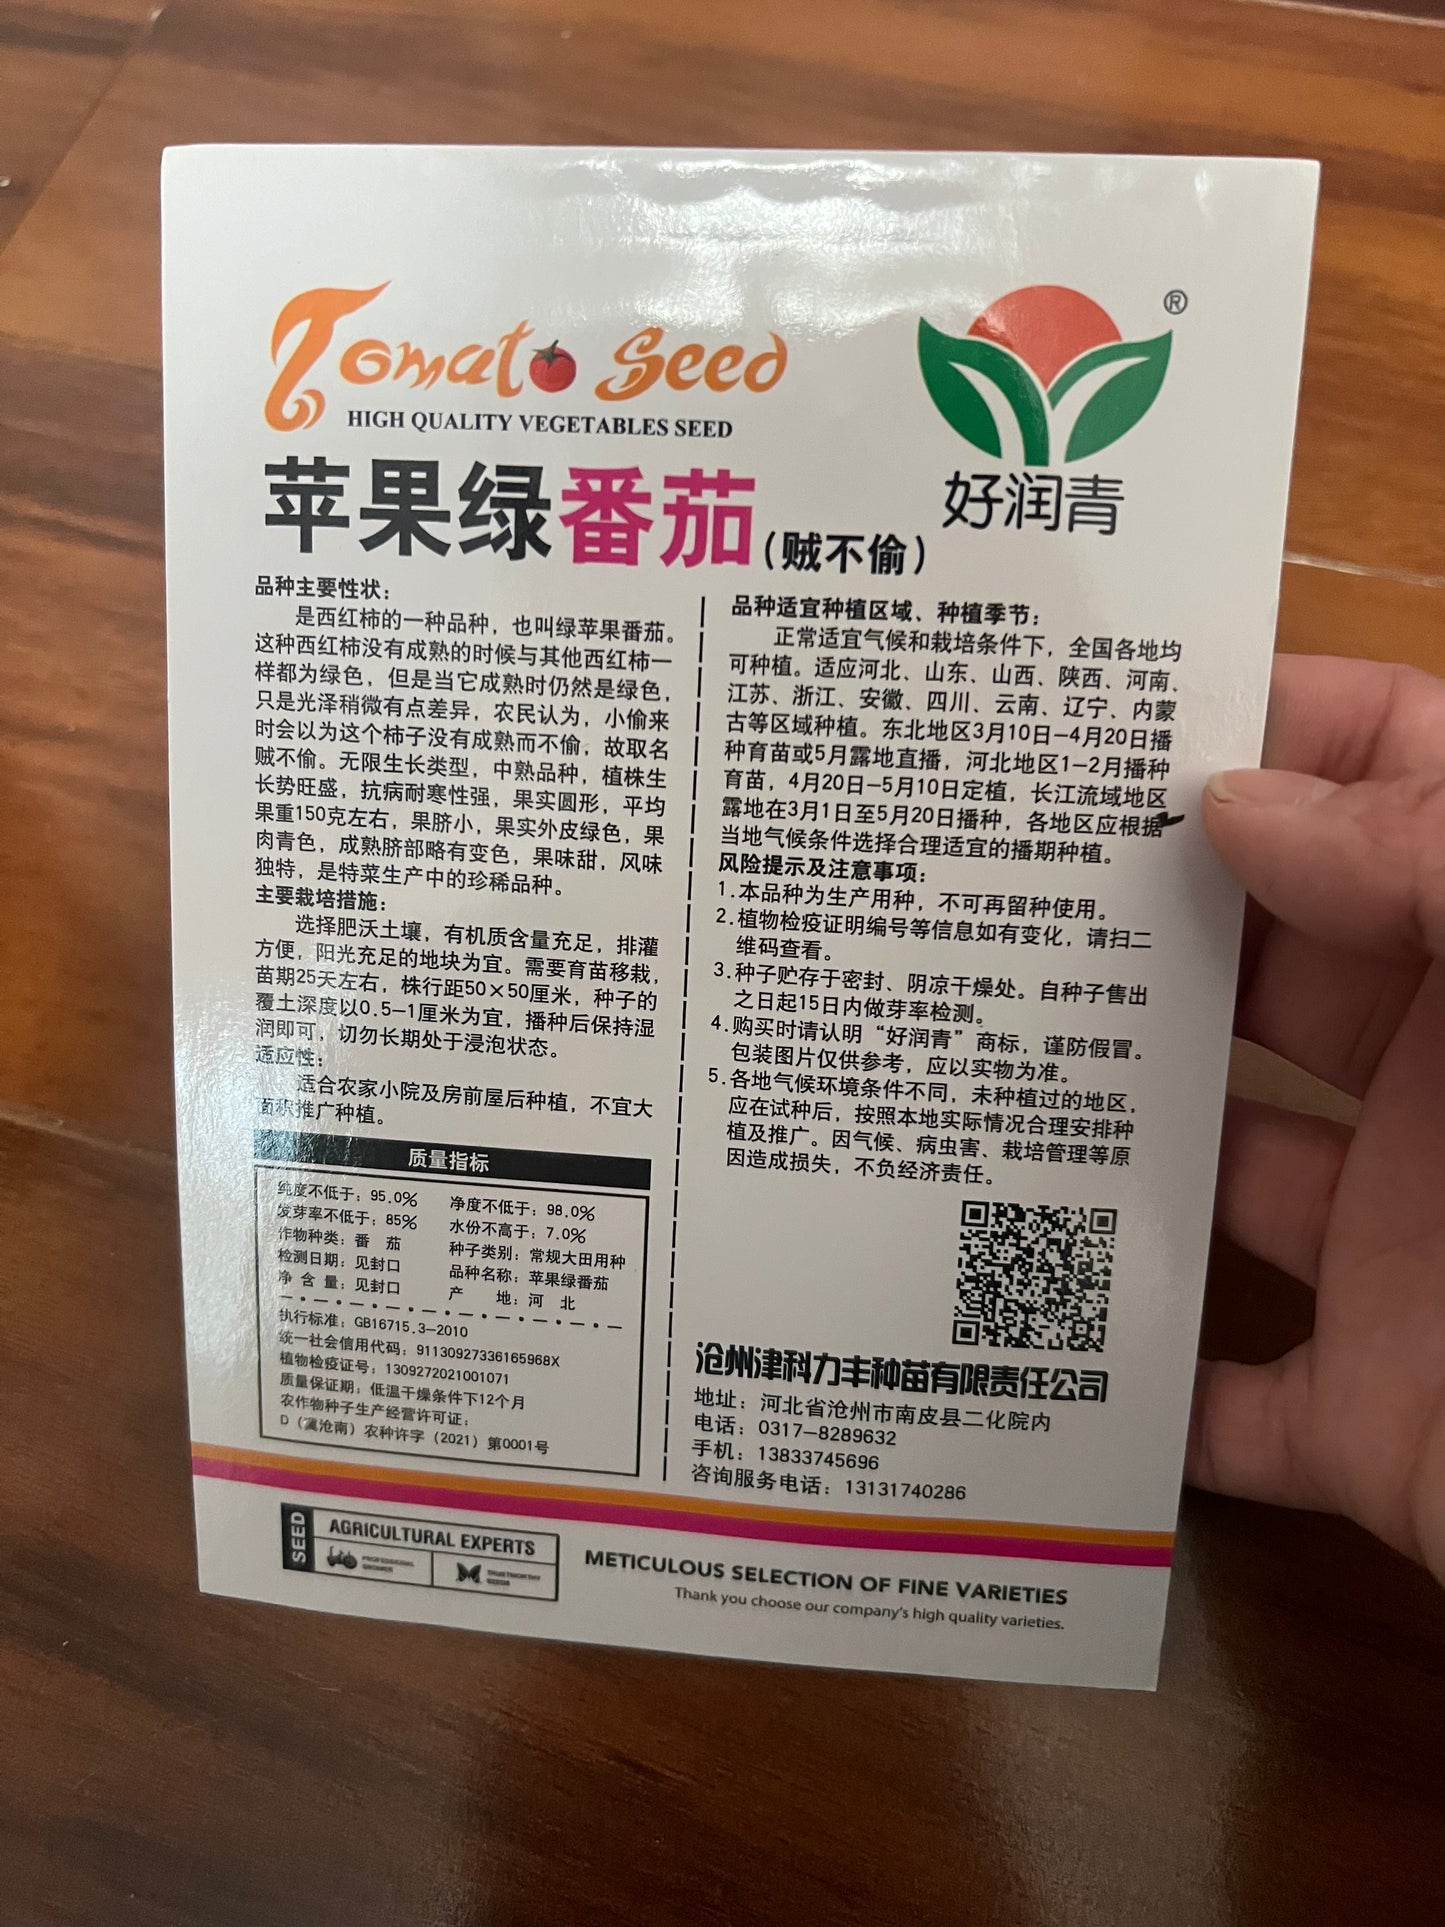 Tomato Seed
HIGH QUALITY VEGETABLES SEED
®
好润青
苹果绿番茄(贼不偷)
品种主要性状：
是西红柿的一种品种，也叫绿苹果番茄。
这种西红柿没有成熟的时候与其他西红柿一
样都为绿色，但是当它成熟时仍然是绿色，
只是光泽稍微有点差异，农民认为，小偷来
时会以为这个柿子没有成熟而不偷，故取名
贼不偷。无限生长类型，中熟品种，植株生
长势旺盛，抗病耐寒性强，果实圆形，平均
果重150克左右，果脐小，果实外皮绿色，果
肉青色，成熟脐部略有变色，果味甜，风味
独特，是特菜生产中的珍稀品种。
主要栽培措施：
选择肥沃土壤，有机质含量充足，排灌
方便，阳光充足的地块为宜。需要育苗移栽，
苗期25天左右，株行距50×50厘米，种子的
覆土深度以0.5-1厘米为宜，播种后保持湿
润即可，切勿长期处于浸泡状态。
适应性：
适合农家小院及房前屋后种植，不宜大
面积推广种植。
质量指标
纯度不低于：95.0% 净度不低于：98.0%
发芽率不低于：85% 水份不高于：7.0%
作物种类：番 茄 种子类别：常规大田用种
检测日期：见封口 品种名称：苹果绿番茄
净 含 量：见封口 产 地：河 北
执行标准：GB16715.3-2010
统一社会信用代码：91130927336165968X
植物检疫证号：1309272021001071
质量保证期：低温干燥条件下12个月
农作物种子生产经营许可证：
D（冀沧南）农种许字（2021）第0001号
品种适宜种植区域、种植季节：
正常适宜气候和栽培条件下，全国各地均
可种植。适应河北、山东、山西、陕西、河南、
江苏、浙江、安徽、四川、云南、辽宁、内蒙
古等区域种植。东北地区3月10日-4月20日播
种育苗或5月露地直播，河北地区1-2月播种
育苗，4月20日-5月10日定植，长江流域地区
露地在3月1日至5月20日播种，各地区应根据
当地气候条件选择合理适宜的播期种植。
风险提示及注意事项：
1.本品种为生产用种，不可再留种使用。
2.植物检疫证明编号等信息如有变化，请扫二
维码查看。
3.种子贮存于密封、阴凉干燥处。自种子售出
之日起15日内做芽率检测。
4.购买时请认明“好润青”商标，谨防假冒。
包装图片仅供参考，应以实物为准。
5.各地气候环境条件不同，未种植过的地区，
应在试种后，按照本地实际情况合理安排种
植及推广。因气候、病虫害、栽培管理等原
因造成损失，不负经济责任。
沧州津科力丰种苗有限责任公司
地址：河北省沧州市南皮县二化院内
电话：0317-8289632
手机：13833745696
咨询服务电话：13131740286
SEED
AGRICULTURAL EXPERTS
PROFESSIONAL
TRUSTWORTHY
METICULOUS SELECTION OF FINE VARIETIES
Thank you choose our company's high quality varieties.